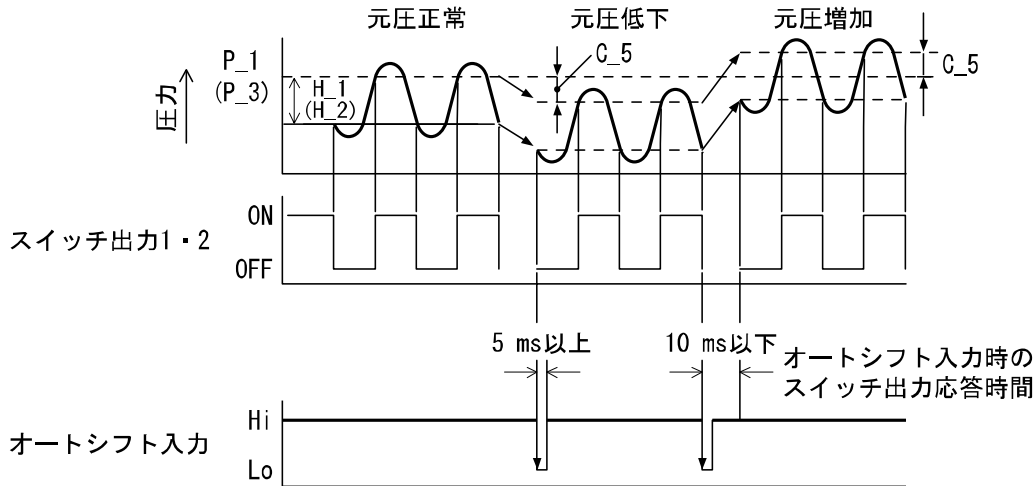 元圧正常
元圧低下
元圧増加
P_1
(P_3)
H_1
(H_2)
C_5
C_5
圧力
スイッチ出力1・2
ON
OFF
5 ms以上
10 ms以下
オートシフト入力時の
スイッチ出力応答時間
オートシフト入力
Hi
Lo